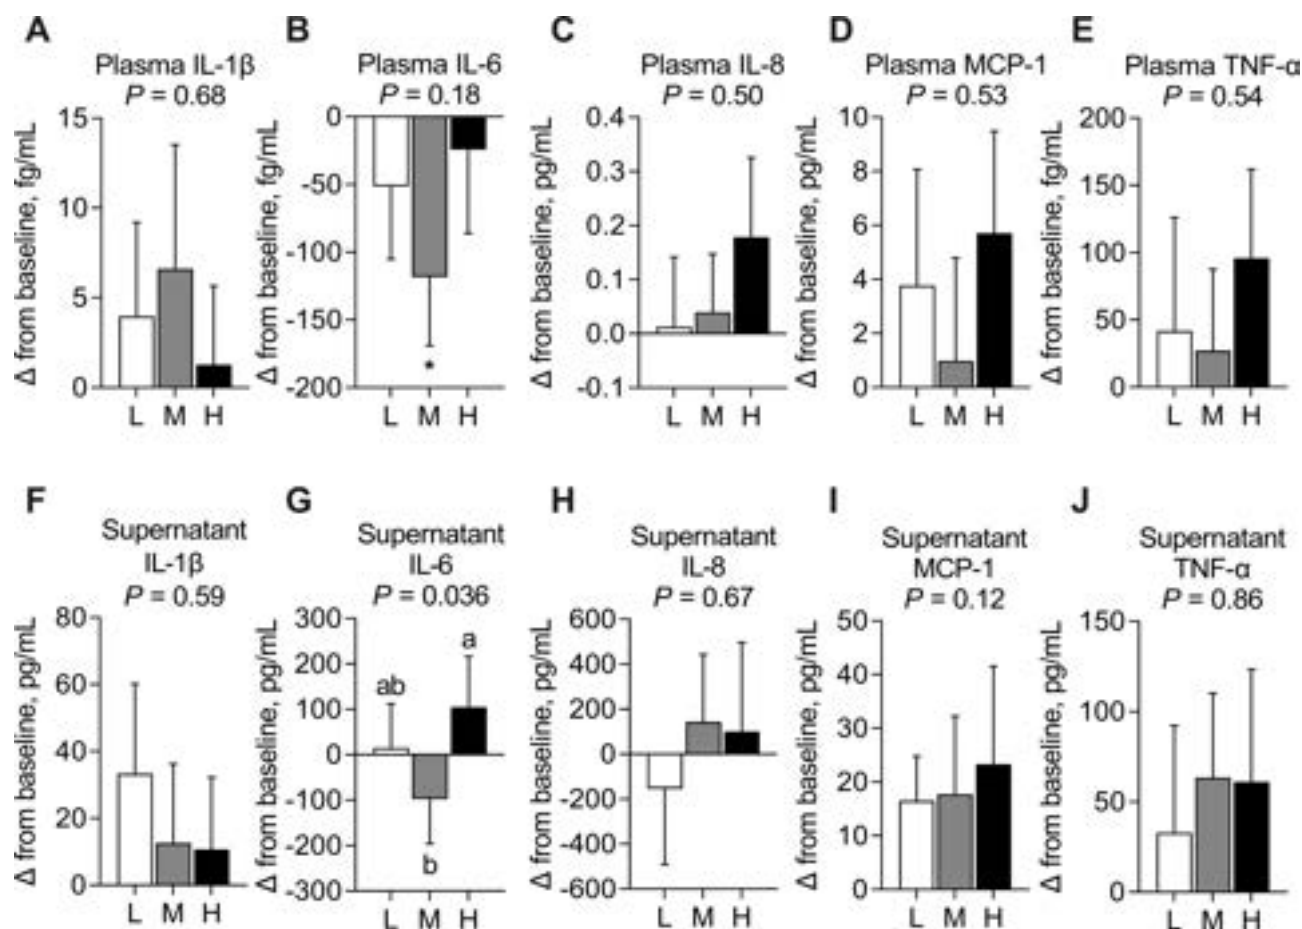 A
Plasma IL-1β
P = 0.68
Δ from baseline, fg/mL
15
10
5
0
L M H
B
Plasma IL-6
P = 0.18
Δ from baseline, fg/mL
0
-50
-100
-150
-200
*
L M H
C
Plasma IL-8
P = 0.50
Δ from baseline, pg/mL
0.4
0.3
0.2
0.1
0.0
-0.1
L M H
D
Plasma MCP-1
P = 0.53
Δ from baseline, pg/mL
10
8
6
4
2
0
L M H
E
Plasma TNF-α
P = 0.54
Δ from baseline, fg/mL
200
150
100
50
0
L M H
F
Supernatant
IL-1β
P = 0.59
Δ from baseline, pg/mL
80
60
40
20
0
L M H
G
Supernatant
IL-6
P = 0.036
Δ from baseline, pg/mL
300
200
100
0
-100
-200
-300
ab
b
a
L M H
H
Supernatant
IL-8
P = 0.67
Δ from baseline, pg/mL
600
400
200
0
-200
-400
-600
L M H
I
Supernatant
MCP-1
P = 0.12
Δ from baseline, pg/mL
50
40
30
20
10
0
L M H
J
Supernatant
TNF-α
P = 0.86
Δ from baseline, pg/mL
150
100
50
0
L M H